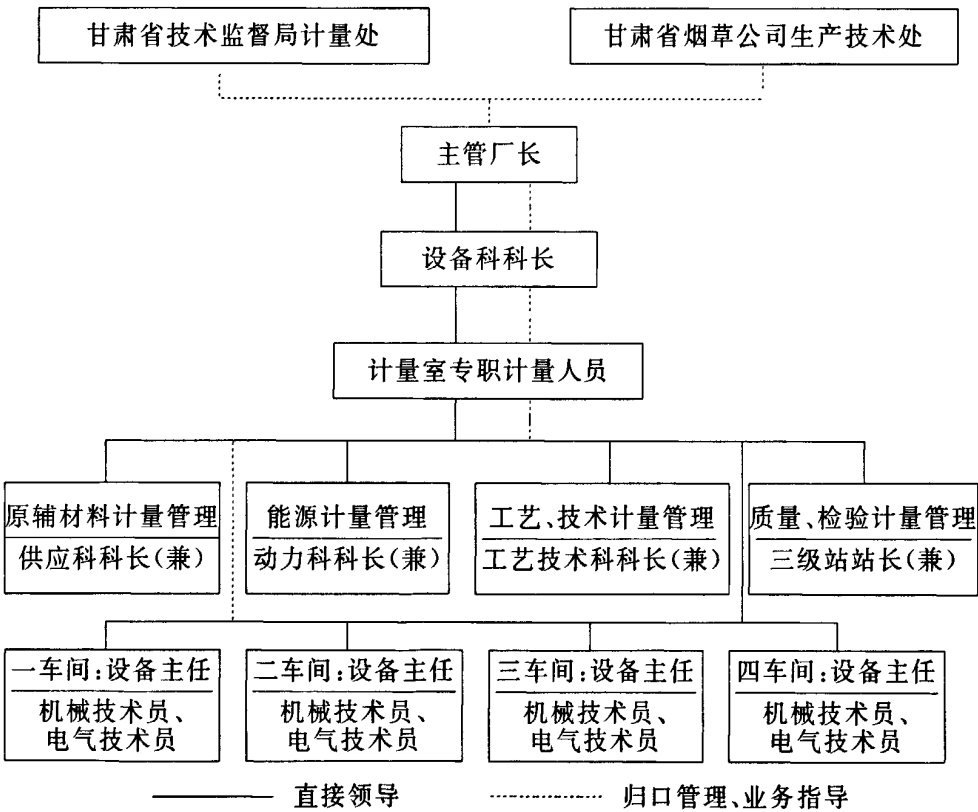 甘肃省技术监督局计量处
甘肃省烟草公司生产技术处
主管厂长
设备科科长
计量室专职计量人员
原辅材料计量管理
供应科科长(兼)
能源计量管理
动力科科长(兼)
工艺、技术计量管理
工艺技术科科长(兼)
质量、检验计量管理
三级站站长(兼)
一车间:设备主任
机械技术员、
电气技术员
二车间:设备主任
机械技术员、
电气技术员
三车间:设备主任
机械技术员、
电气技术员
四车间:设备主任
机械技术员、
电气技术员
直接领导
归口管理、业务指导